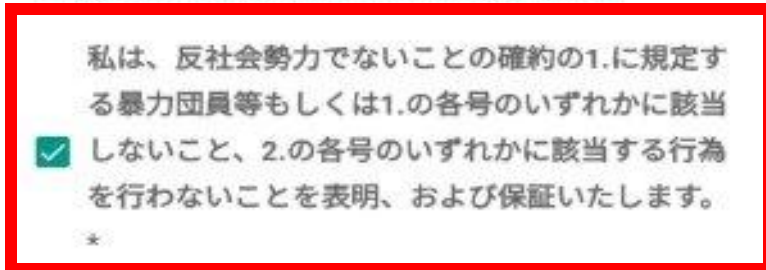 私は、反社会勢力でないことの確約の1.に規定す
る暴力団員等もしくは1.の各号のいずれかに該当
しないこと、2.の各号のいずれかに該当する行為
を行わないことを表明、および保証いたします。
*